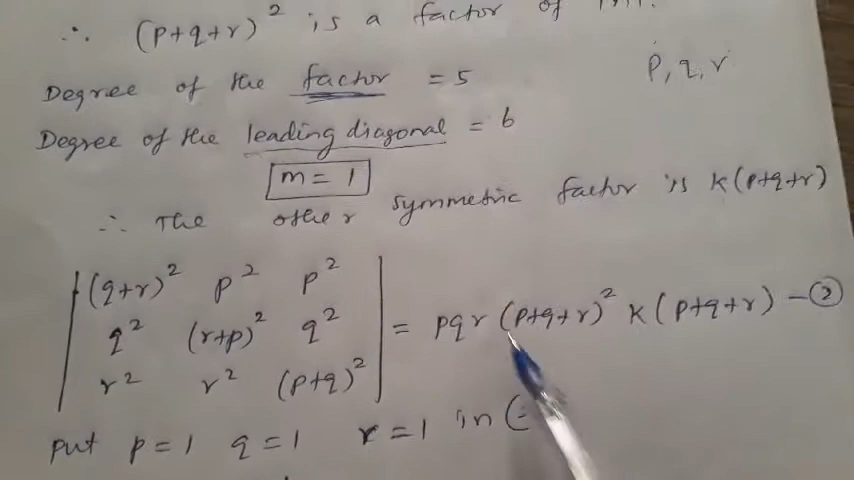 ∴ (p+q+r)² is a factor of
Degree of the factor = 5
p, q, r
Degree of the leading diagonal = 6
m = 1
∴ The other symmetric factor is k(p+q+r)
| (q+r)² p² p² |
| q² (r+p)² q² | = pqr (p+q+r)² k (p+q+r) — ②
| r² r² (p+q)² |
put p=1 q=1 r=1 in (